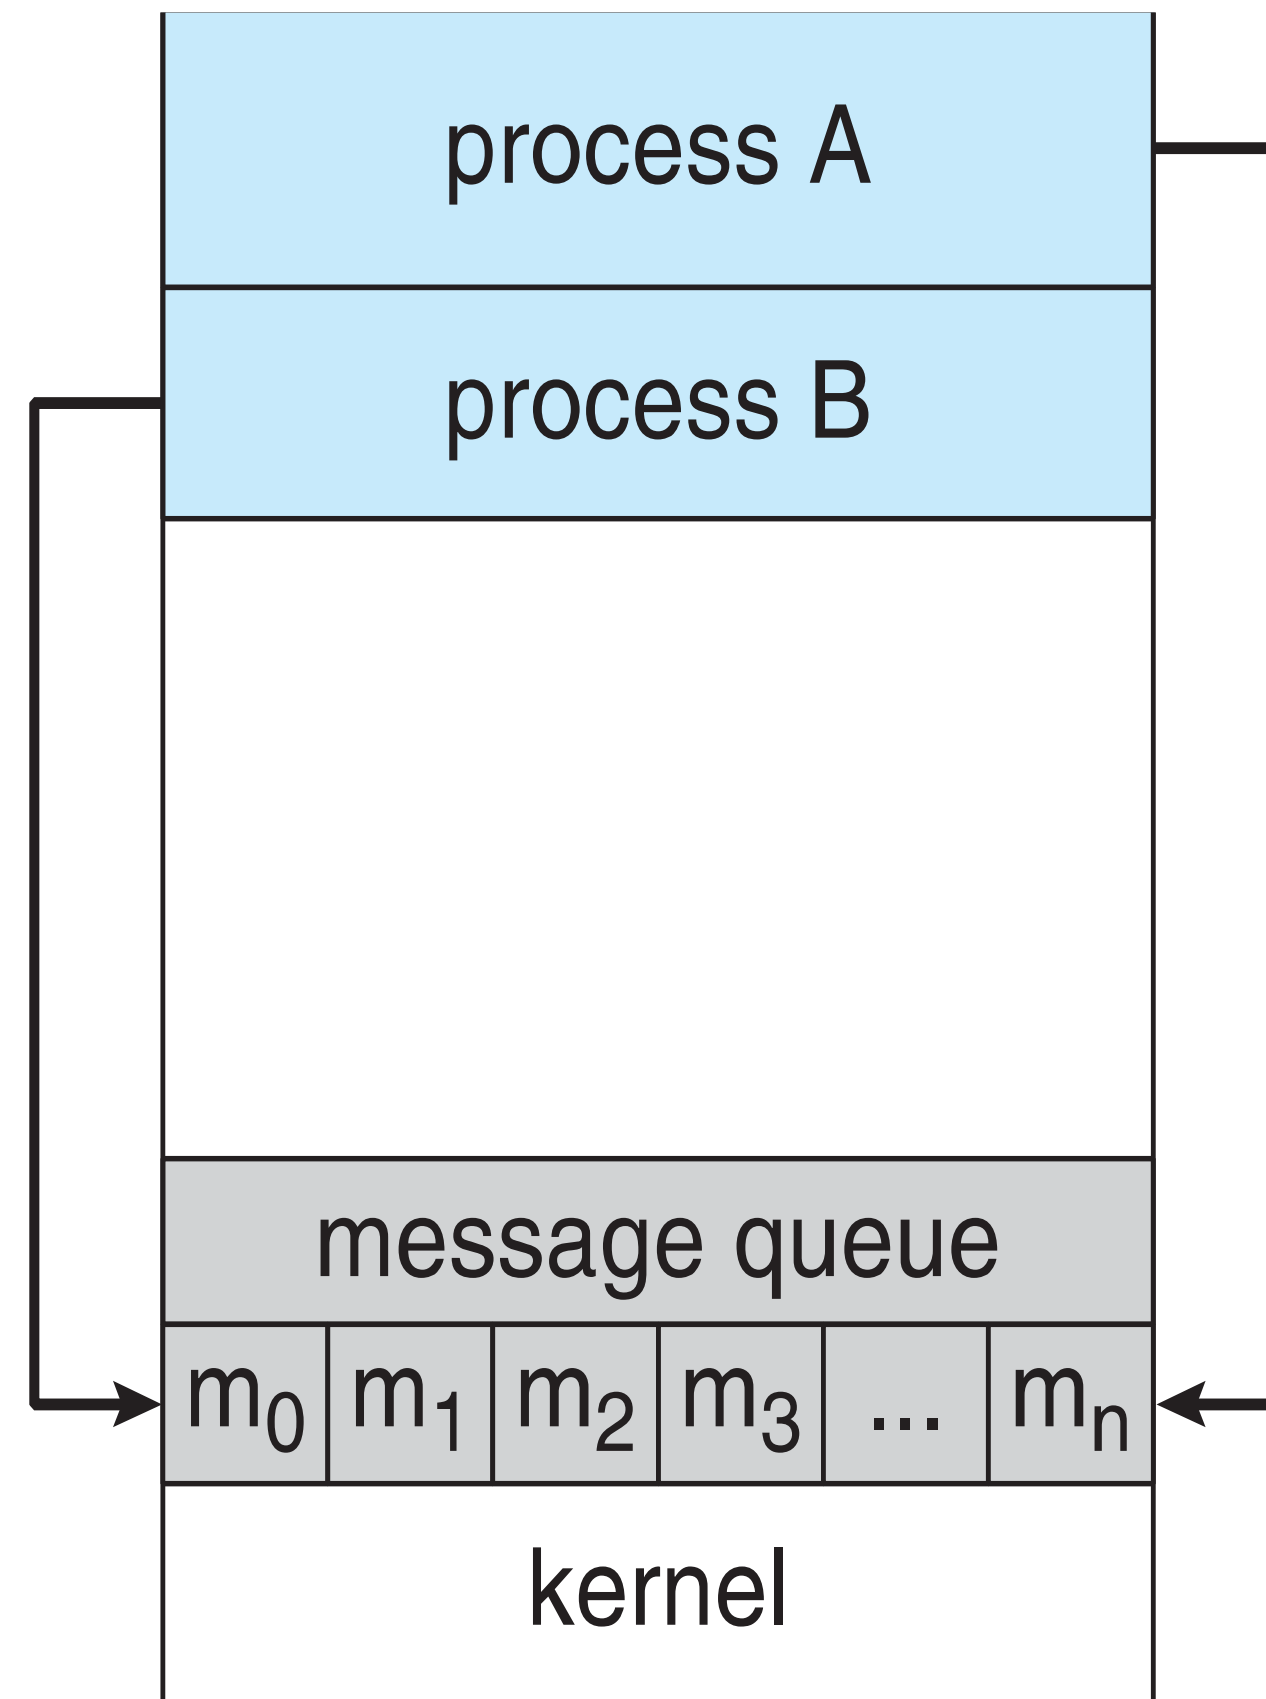 process A
process B
message queue
m0 m1 m2 m3 ... mn
kernel